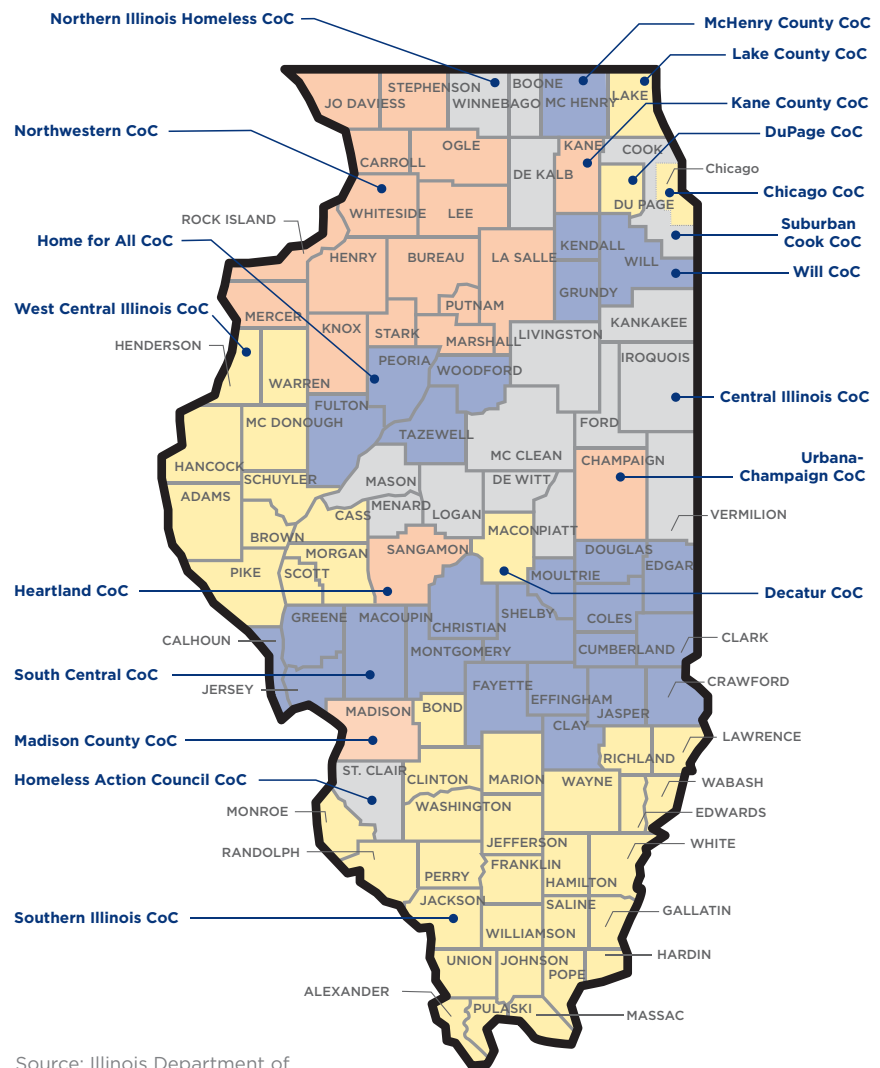 Northern Illinois Homeless CoC
McHenry County CoC
Lake County CoC
Kane County CoC
DuPage CoC
Northwestern CoC
Chicago
Chicago CoC
Suburban
Cook CoC
Home for All CoC
Will CoC
West Central Illinois CoC
Central Illinois CoC
Urbana-
Champaign CoC
Heartland CoC
Decatur CoC
South Central CoC
Madison County CoC
Homeless Action Council CoC
Southern Illinois CoC
JO DAVIESS
STEPHENSON
WINNEBAGO
BOONE
MC HENRY
LAKE
CARROLL
OGLE
DE KALB
KANE
COOK
DU PAGE
ROCK ISLAND
WHITESIDE
LEE
HENRY
BUREAU
LA SALLE
KENDALL
WILL
GRUNDY
PUTNAM
MERCER
KNOX
STARK
MARSHALL
LIVINGSTON
KANKAKEE
HENDERSON
WARREN
PEORIA
WOODFORD
IROQUOIS
FULTON
MC DONOUGH
TAZEWELL
FORD
HANCOCK
SCHUYLER
MC CLEAN
CHAMPAIGN
ADAMS
MASON
DE WITT
MENARD
LOGAN
CASS
VERMILION
BROWN
MACON
PIATT
MORGAN
SANGAMON
DOUGLAS
EDGAR
PIKE
SCOTT
MOULTRIE
GREENE
MACOUPIN
CHRISTIAN
SHELBY
COLES
CALHOUN
MONTGOMERY
CUMBERLAND
CLARK
JERSEY
FAYETTE
EFFINGHAM
JASPER
CRAWFORD
MADISON
BOND
CLAY
LAWRENCE
RICHLAND
ST. CLAIR
CLINTON
MARION
WAYNE
WABASH
MONROE
WASHINGTON
EDWARDS
JEFFERSON
WHITE
RANDOLPH
PERRY
FRANKLIN
HAMILTON
JACKSON
SALINE
GALLATIN
WILLIAMSON
UNION
JOHNSON
POPE
HARDIN
ALEXANDER
PULASKI
MASSAC
Source: Illinois Department of